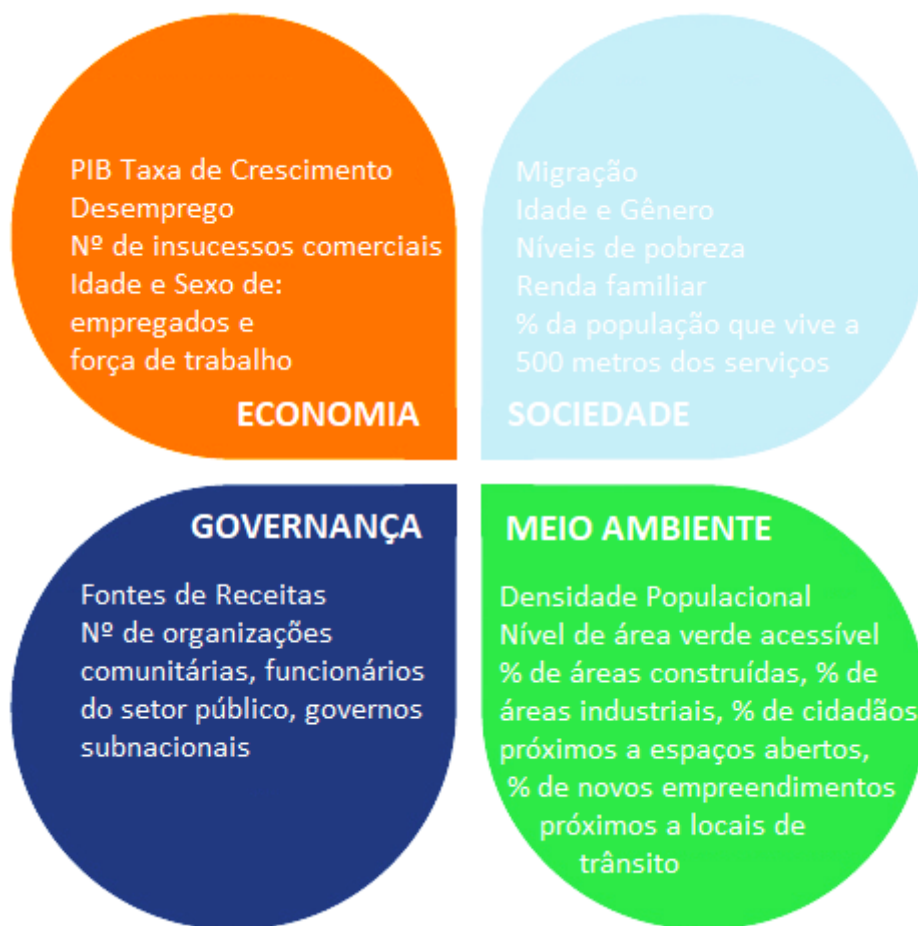 PIB Taxa de Crescimento
Desemprego
Nº de insucessos comerciais
Idade e Sexo de:
empregados e
força de trabalho
ECONOMIA
Migração
Idade e Gênero
Níveis de pobreza
Renda familiar
% da população que vive a
500 metros dos serviços
SOCIEDADE
GOVERNANÇA
Fontes de Receitas
Nº de organizações
comunitárias, funcionários
do setor público, governos
subnacionais
MEIO AMBIENTE
Densidade Populacional
Nível de área verde acessível
% de áreas construídas, % de
áreas industriais, % de cidadãos
próximos a espaços abertos,
% de novos empreendimentos
próximos a locais de
trânsito